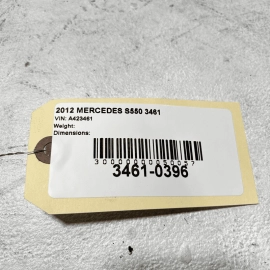 2012 MERCEDES S550 3461
VIN: A423461
Weight:
Dimensions:
3461-0396